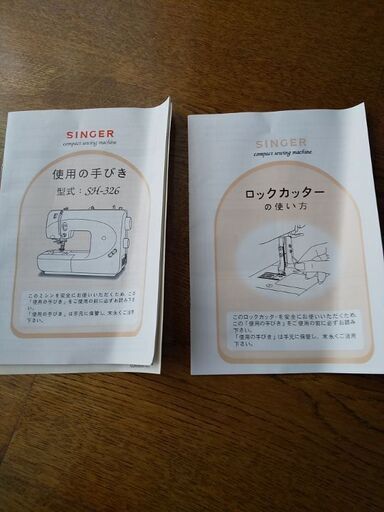 SINGER
compact sewing machine
使用の手びき
型式：SH-326
このミシンを安全にお使いいただくため、この
「使用の手びき」をご使用の前に必ずお読み下さ
い。
「使用の手びき」は手元に保管し、末永くご活用
下さい。
SINGER
compact sewing machine
ロックカッター
の使い方
このロックカッターを安全にお使いいただくため、
この「使用の手びき」をご使用の前に必ずお読み
下さい。
「使用の手びき」は手元に保管し、末永くご活用
下さい。